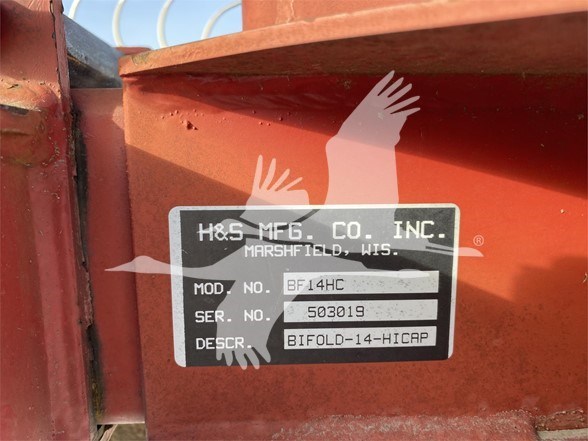 H&S MFG. CO. INC.
MARSHFIELD, WIS.
MOD. NO. BF14HC
SER. NO. 503019
DESCR. BIFOLD-14-HICAP
®